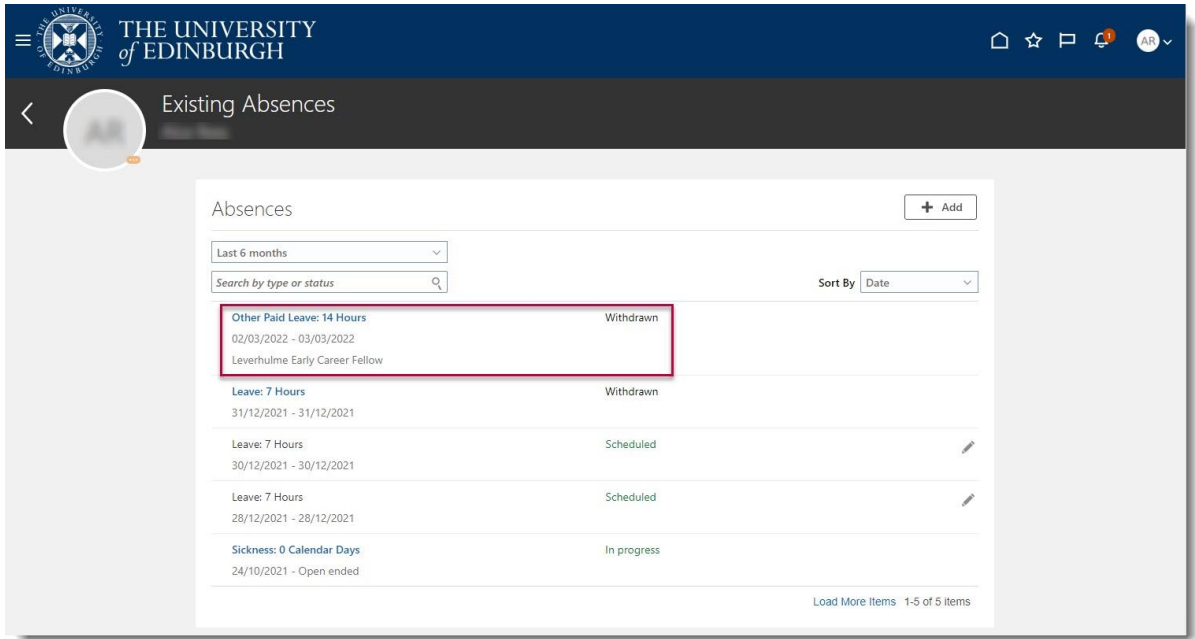 THE UNIVERSITY
of EDINBURGH
1
AR
Existing Absences
Absences
+ Add
Last 6 months
Search by type or status
Sort By Date
Other Paid Leave: 14 Hours Withdrawn
02/03/2022 - 03/03/2022
Leverhulme Early Career Fellow
Leave: 7 Hours Withdrawn
31/12/2021 - 31/12/2021
Leave: 7 Hours Scheduled
30/12/2021 - 30/12/2021
Leave: 7 Hours Scheduled
28/12/2021 - 28/12/2021
Sickness: 0 Calendar Days In progress
24/10/2021 - Open ended
Load More Items 1-5 of 5 items